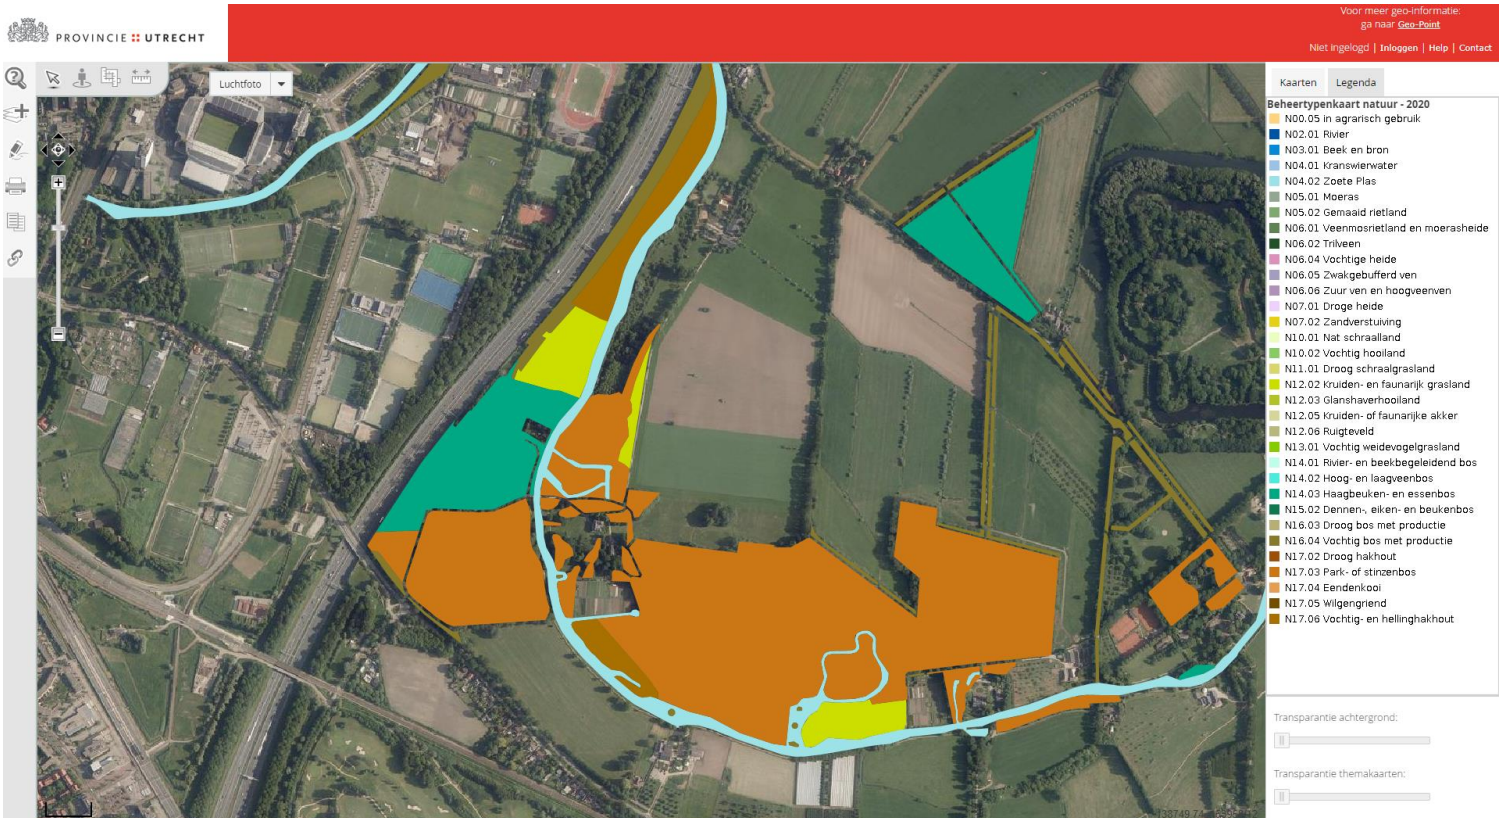 Voor meer geo-informatie:
ga naar Geo-Point
PROVINCIE UTRECHT
Niet ingelogd | Inloggen | Help | Contact
Luchtfoto
Kaarten
Legenda
Beheertypenkaart natuur - 2020
N00.05 in agrarisch gebruik
N02.01 Rivier
N03.01 Beek en bron
N04.01 Kranswierwater
N04.02 Zoete Plas
N05.01 Moeras
N05.02 Gemaaid rietland
N06.01 Veenmosrietland en moerasheide
N06.02 Trilveen
N06.04 Vochtige heide
N06.05 Zwakgebufferd ven
N06.06 Zuur ven en hoogveenven
N07.01 Droge heide
N07.02 Zandverstuiving
N10.01 Nat schraalland
N10.02 Vochtig hooiland
N11.01 Droog schraalgrasland
N12.02 Kruiden- en faunarijk grasland
N12.03 Glanshaverhooiland
N12.05 Kruiden- of faunarijke akker
N12.06 Ruigteveld
N13.01 Vochtig weidevogelgrasland
N14.01 Rivier- en beekbegeleidend bos
N14.02 Hoog- en laagveenbos
N14.03 Haagbeuken- en essenbos
N15.02 Dennen-, eiken- en beukenbos
N16.03 Droog bos met productie
N16.04 Vochtig bos met productie
N17.02 Droog hakhout
N17.03 Park- of stinzenbos
N17.04 Eendenkooi
N17.05 Wilgengriend
N17.06 Vochtig- en hellinghakhout
Transparantie achtergrond:
Transparantie themakaarten: